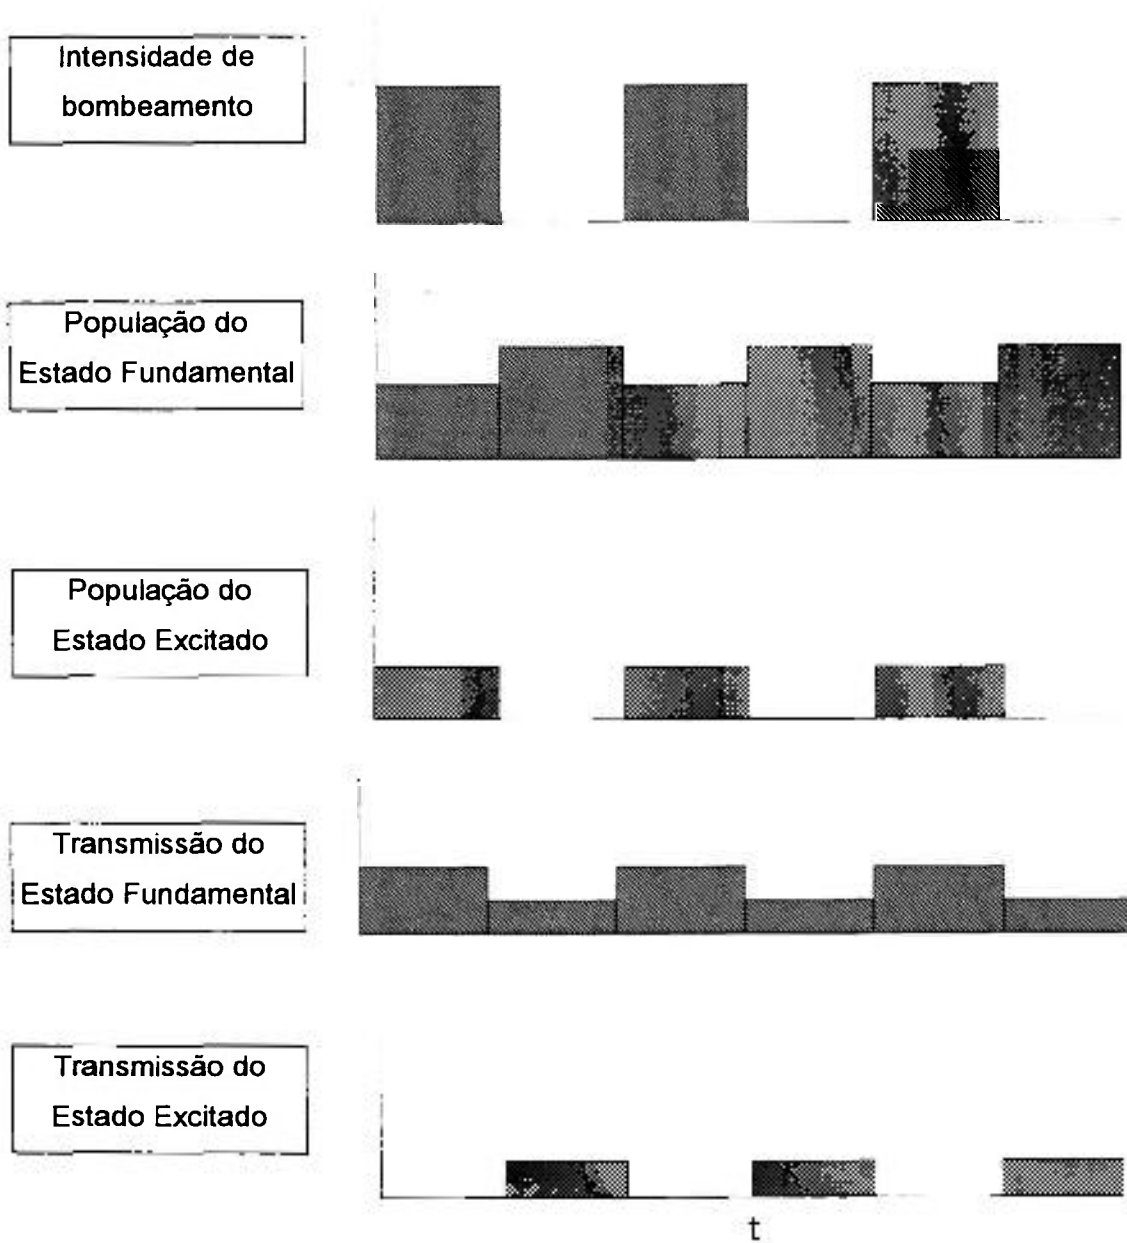 Intensidade de
bombeamento
População do
Estado Fundamental
População do
Estado Excitado
Transmissão do
Estado Fundamental
Transmissão do
Estado Excitado
t